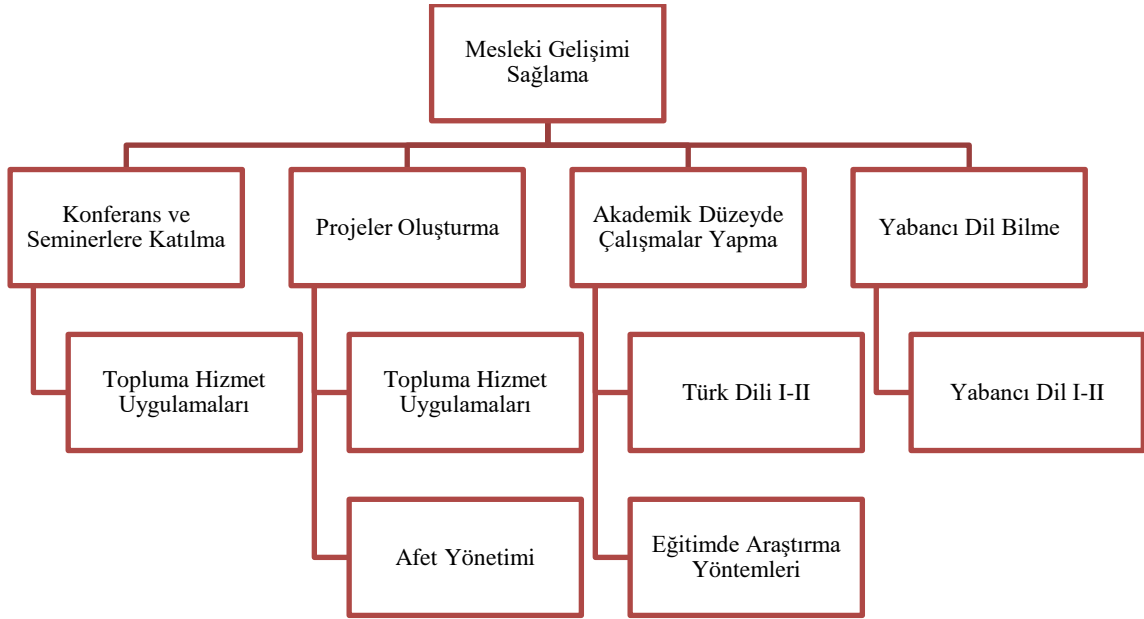 Mesleki Gelişimi
Sağlama
Konferans ve
Seminerlere Katılma
Projeler Oluşturma
Akademik Düzeyde
Çalışmalar Yapma
Yabancı Dil Bilme
Topluma Hizmet
Uygulamaları
Topluma Hizmet
Uygulamaları
Türk Dili I-II
Yabancı Dil I-II
Afet Yönetimi
Eğitimde Araştırma
Yöntemleri